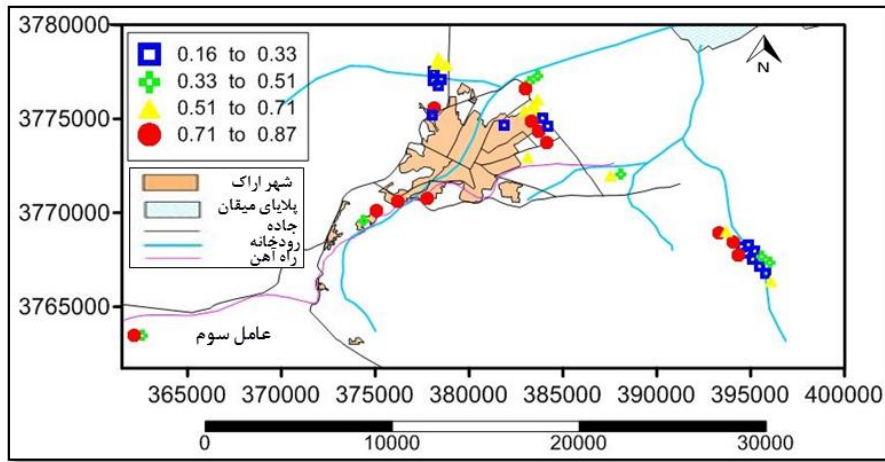 3780000
3775000
3770000
3765000
0.16 to 0.33
0.33 to 0.51
0.51 to 0.71
0.71 to 0.87
شهر اراک
پلایای میقان
جاده
رودخانه
راه آهن
N
عامل سوم
365000 370000 375000 380000 385000 390000 395000 400000
0 10000 20000 30000